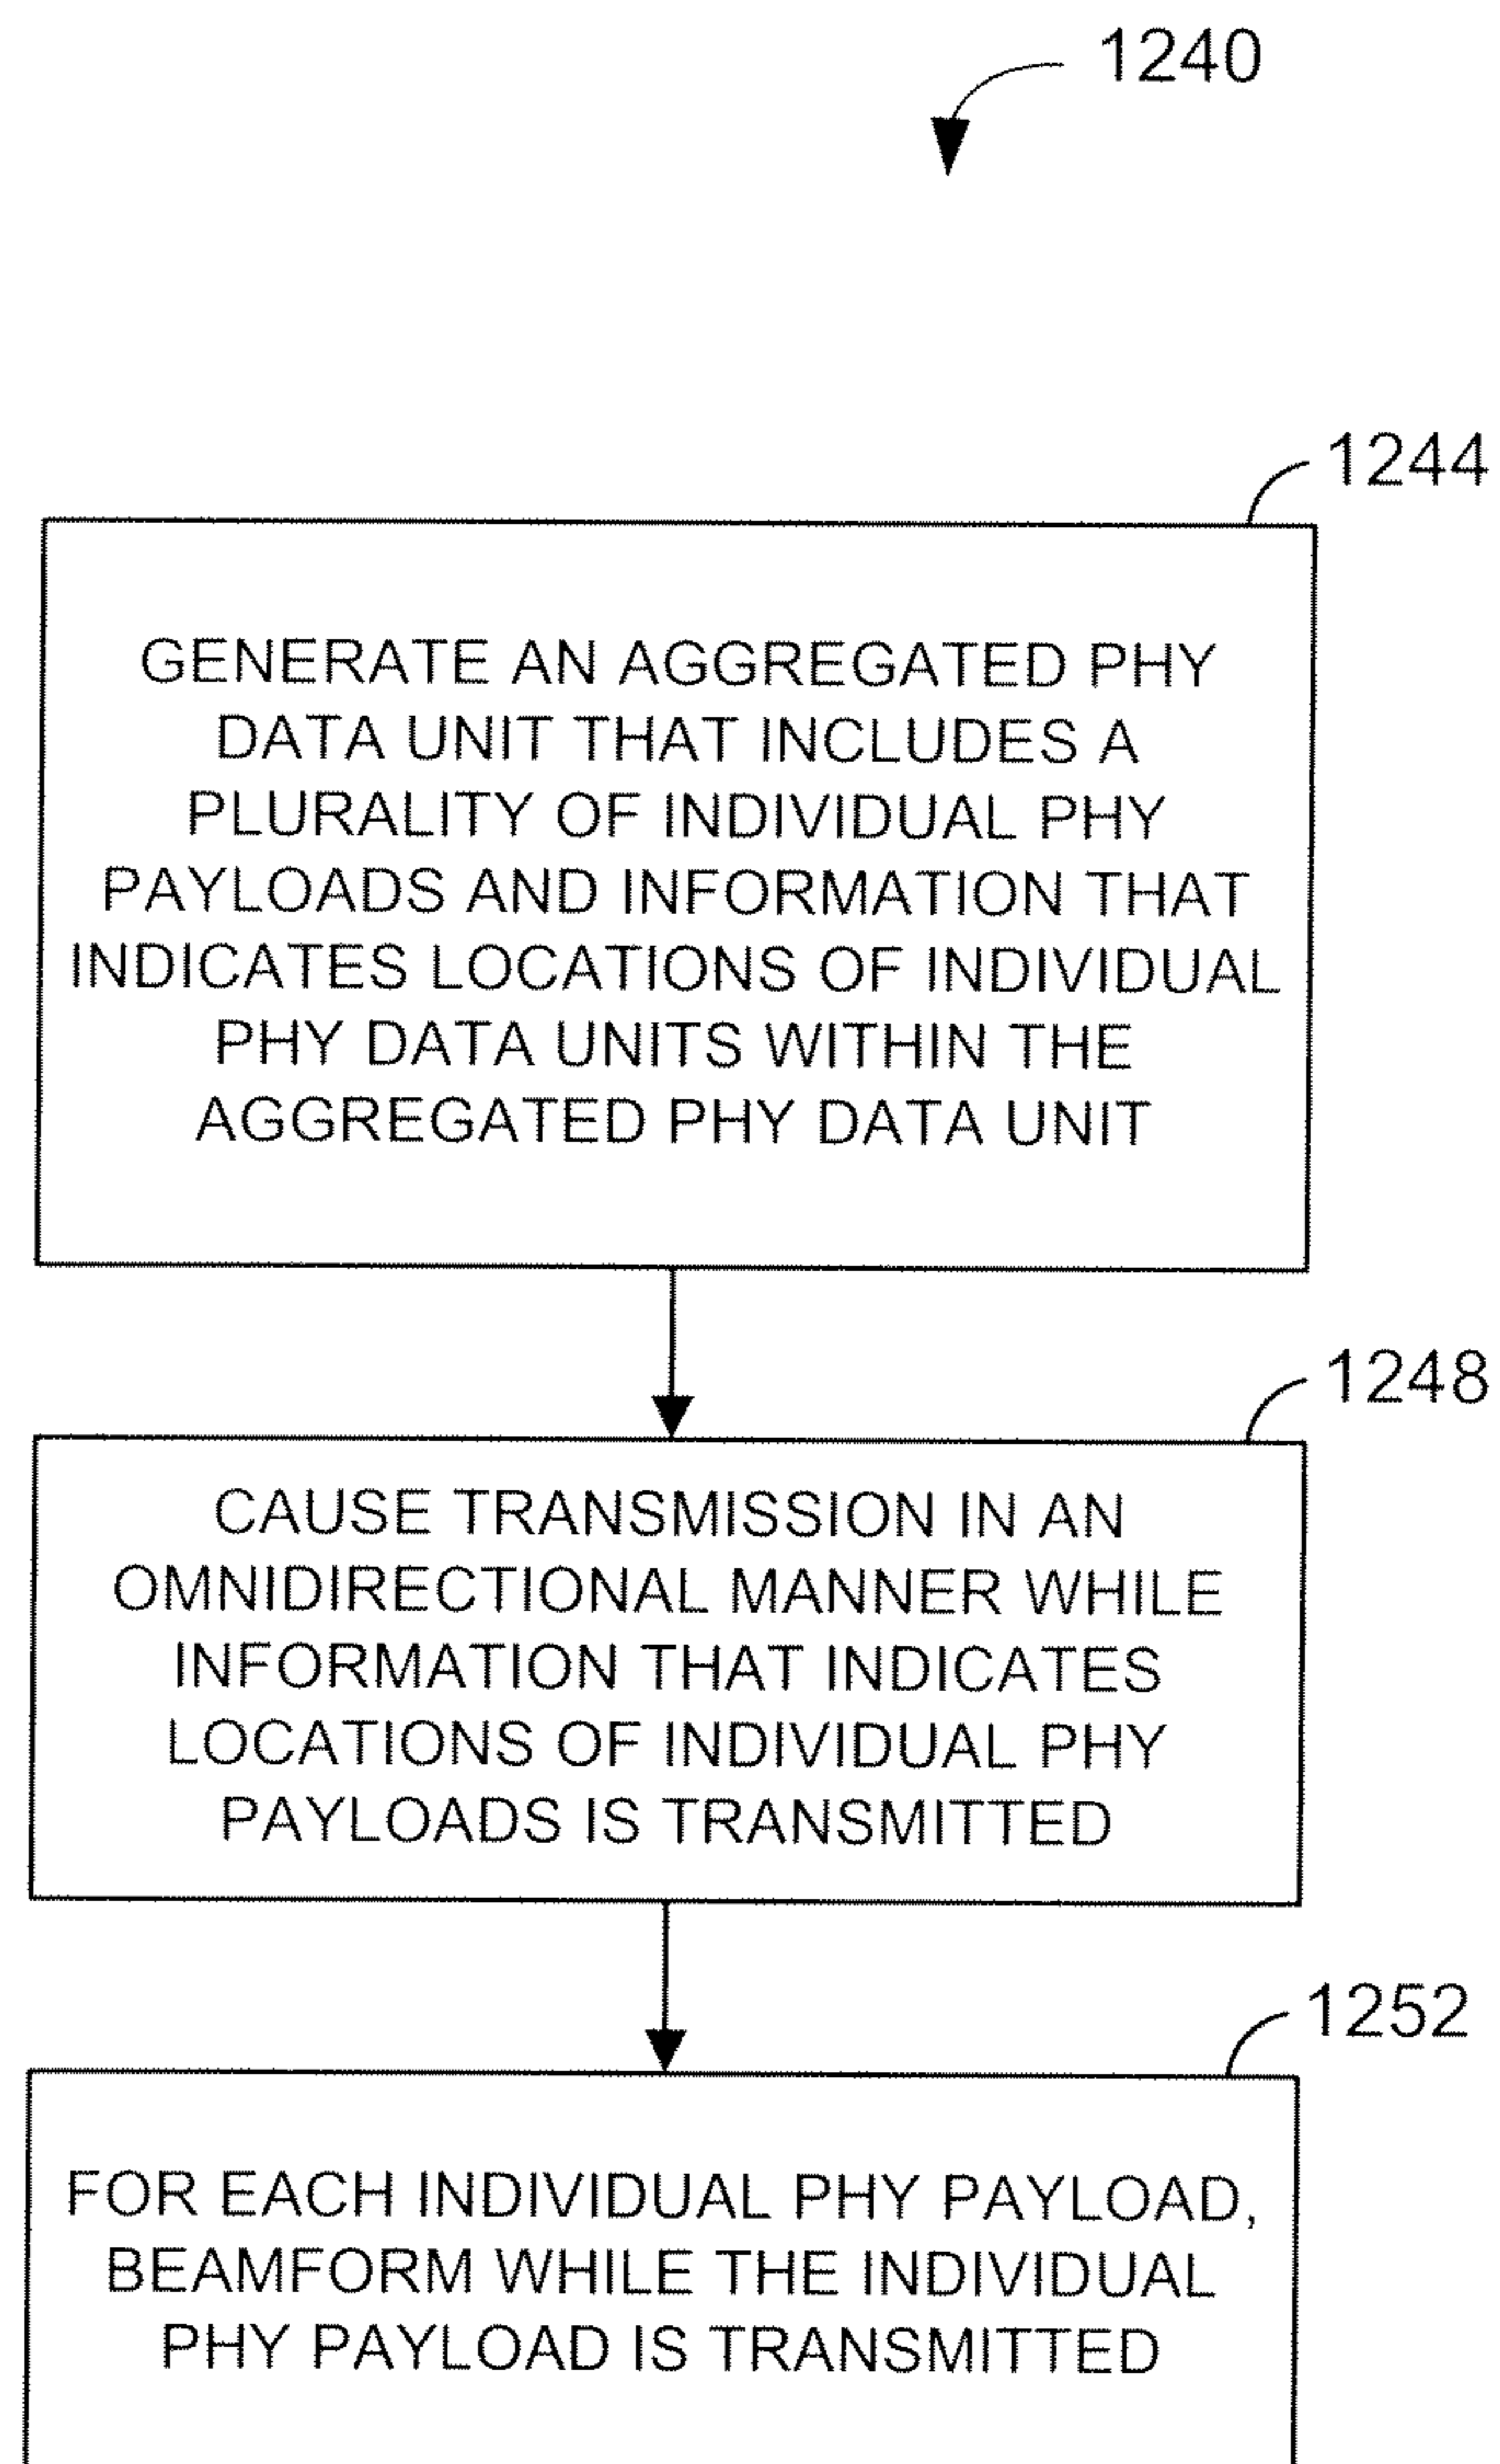 1240
1244
GENERATE AN AGGREGATED PHY
DATA UNIT THAT INCLUDES A
PLURALITY OF INDIVIDUAL PHY
PAYLOADS AND INFORMATION THAT
INDICATES LOCATIONS OF INDIVIDUAL
PHY DATA UNITS WITHIN THE
AGGREGATED PHY DATA UNIT
1248
CAUSE TRANSMISSION IN AN
OMNIDIRECTIONAL MANNER WHILE
INFORMATION THAT INDICATES
LOCATIONS OF INDIVIDUAL PHY
PAYLOADS IS TRANSMITTED
1252
FOR EACH INDIVIDUAL PHY PAYLOAD,
BEAMFORM WHILE THE INDIVIDUAL
PHY PAYLOAD IS TRANSMITTED